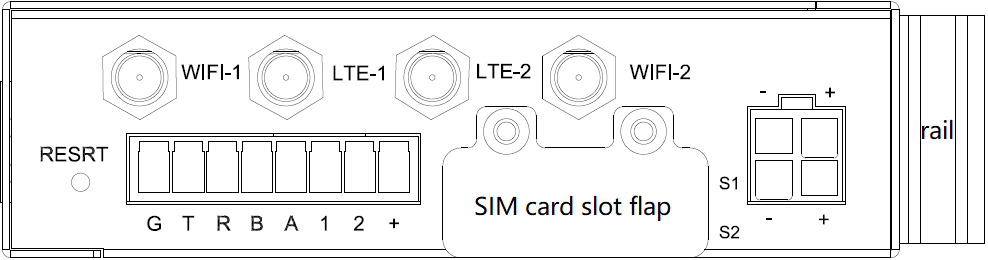 WIFI-1 LTE-1 LTE-2 WIFI-2
- +
rail
RESRT
S1
SIM card slot flap
G T R B A 1 2 +
- +
S2